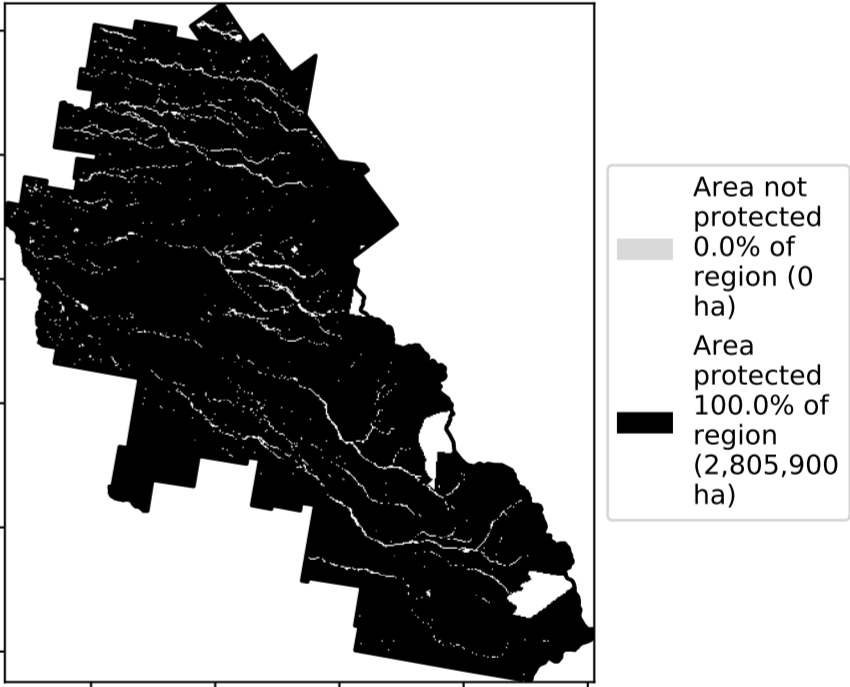 Area not
protected
0.0% of
region (0
ha)
Area
protected
100.0% of
region
(2,805,900
ha)